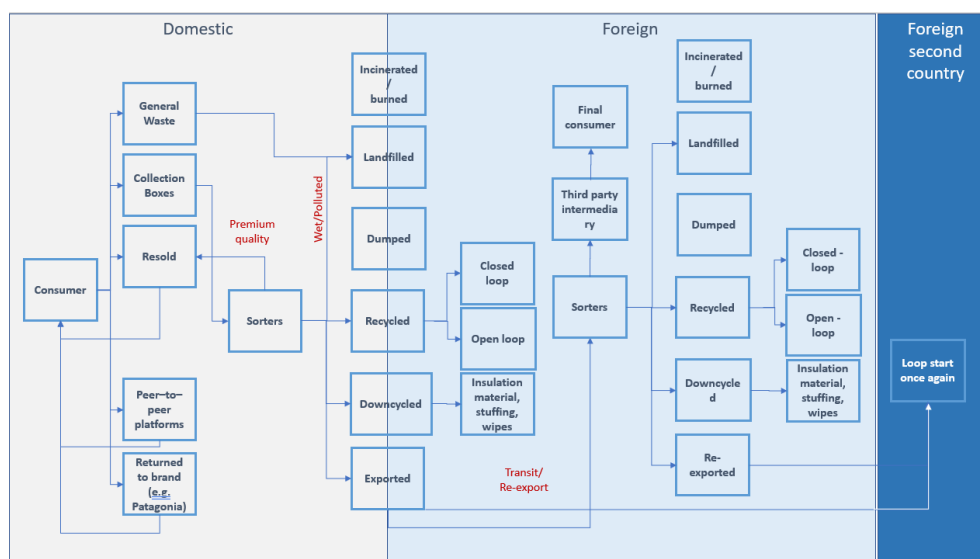 Domestic
Foreign
Foreign
second
country
General
Waste
Collection
Boxes
Resold
Consumer
Premium
quality
Sorters
Peer–to–
peer
platforms
Returned
to brand
(e.g.
Patagonia)
Wet/Polluted
Incinerated
/
burned
Landfilled
Dumped
Recycled
Downcycled
Exported
Closed
loop
Open loop
Insulation
material,
stuffing,
wipes
Transit/
Re-export
Final
consumer
Third party
intermedia
ry
Sorters
Incinerated
/
burned
Landfilled
Dumped
Recycled
Downcycle
d
Re-
exported
Closed -
loop
Open -
loop
Insulation
material,
stuffing,
wipes
Loop start
once again